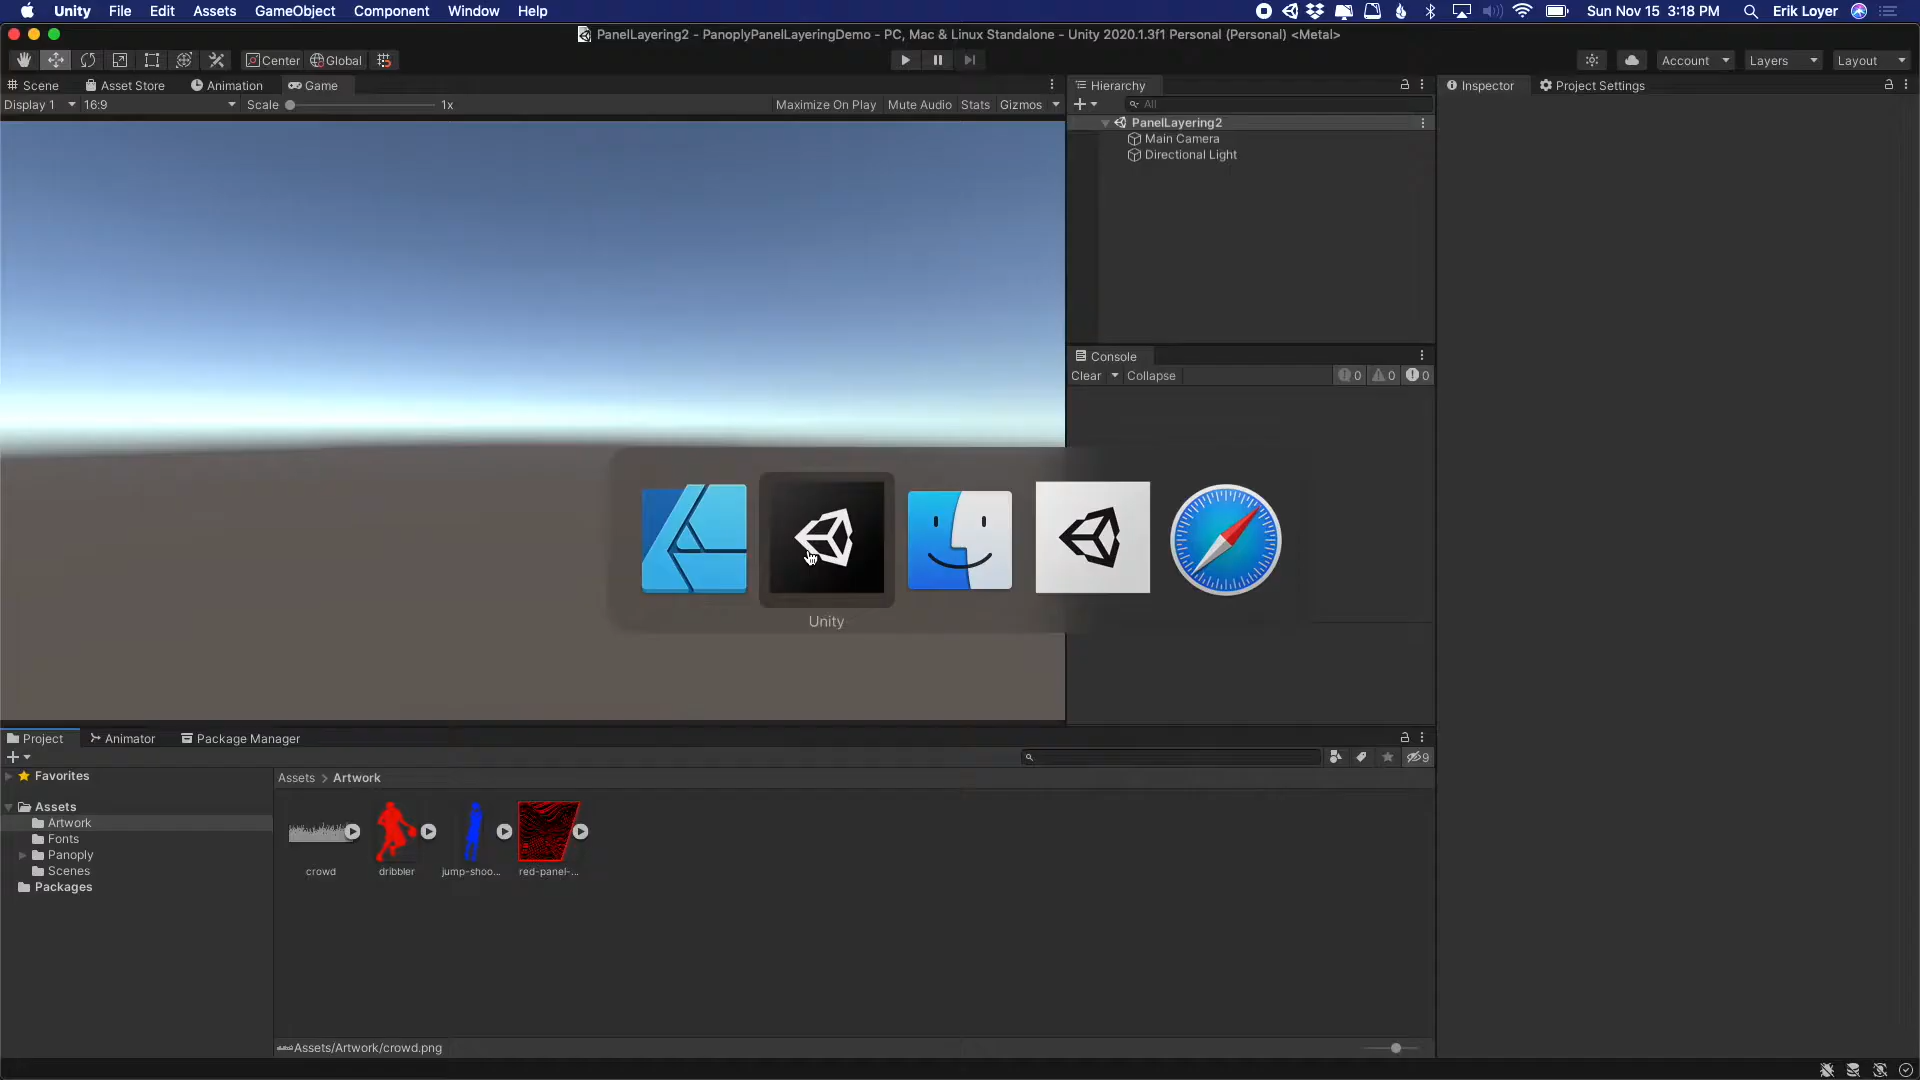 Unity File Edit Assets GameObject Component Window Help Sun Nov 15 3:18 PM Erik Loyer
PanelLayering2 - PanoplyPanelLayeringDemo - PC, Mac & Linux Standalone - Unity 2020.1.3f1 Personal (Personal) <Metal>
Center Global Account Layers Layout
Scene Asset Store Animation Game Hierarchy Inspector Project Settings
Display 1 16:9 Scale 1x Maximize On Play Mute Audio Stats Gizmos All
PanelLayering2
Main Camera
Directional Light
Console
Clear Collapse 0 0 0
Unity
Project Animator Package Manager
9
Favorites
Assets > Artwork
Assets
Artwork
Fonts
Panoply
Scenes
Packages
crowd dribbler jump-shoo... red-panel-...
Assets/Artwork/crowd.png